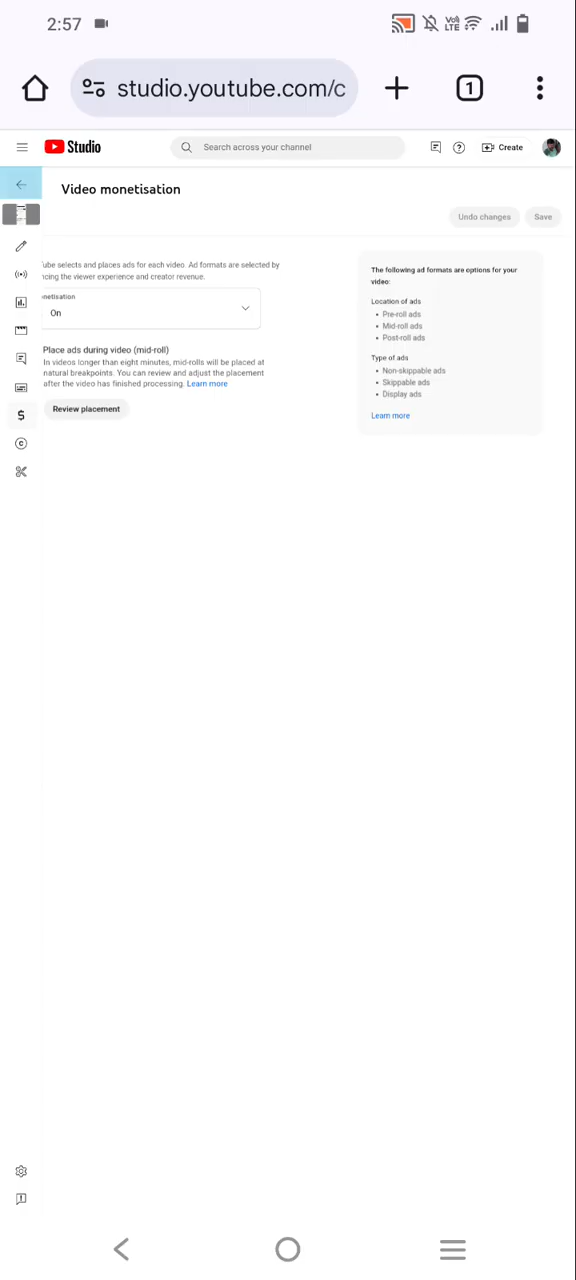 2:57
Vo)
LTE
studio.youtube.com/c
1
Studio
Search across your channel
Create
Video monetisation
Undo changes
Save
Tube selects and places ads for each video. Ad formats are selected by
ncing the viewer experience and creator revenue.
onetisation
On
Place ads during video (mid-roll)
In videos longer than eight minutes, mid-rolls will be placed at
natural breakpoints. You can review and adjust the placement
after the video has finished processing. Learn more
Review placement
The following ad formats are options for your
video:
Location of ads
• Pre-roll ads
• Mid-roll ads
• Post-roll ads
Type of ads
• Non-skippable ads
• Skippable ads
• Display ads
Learn more